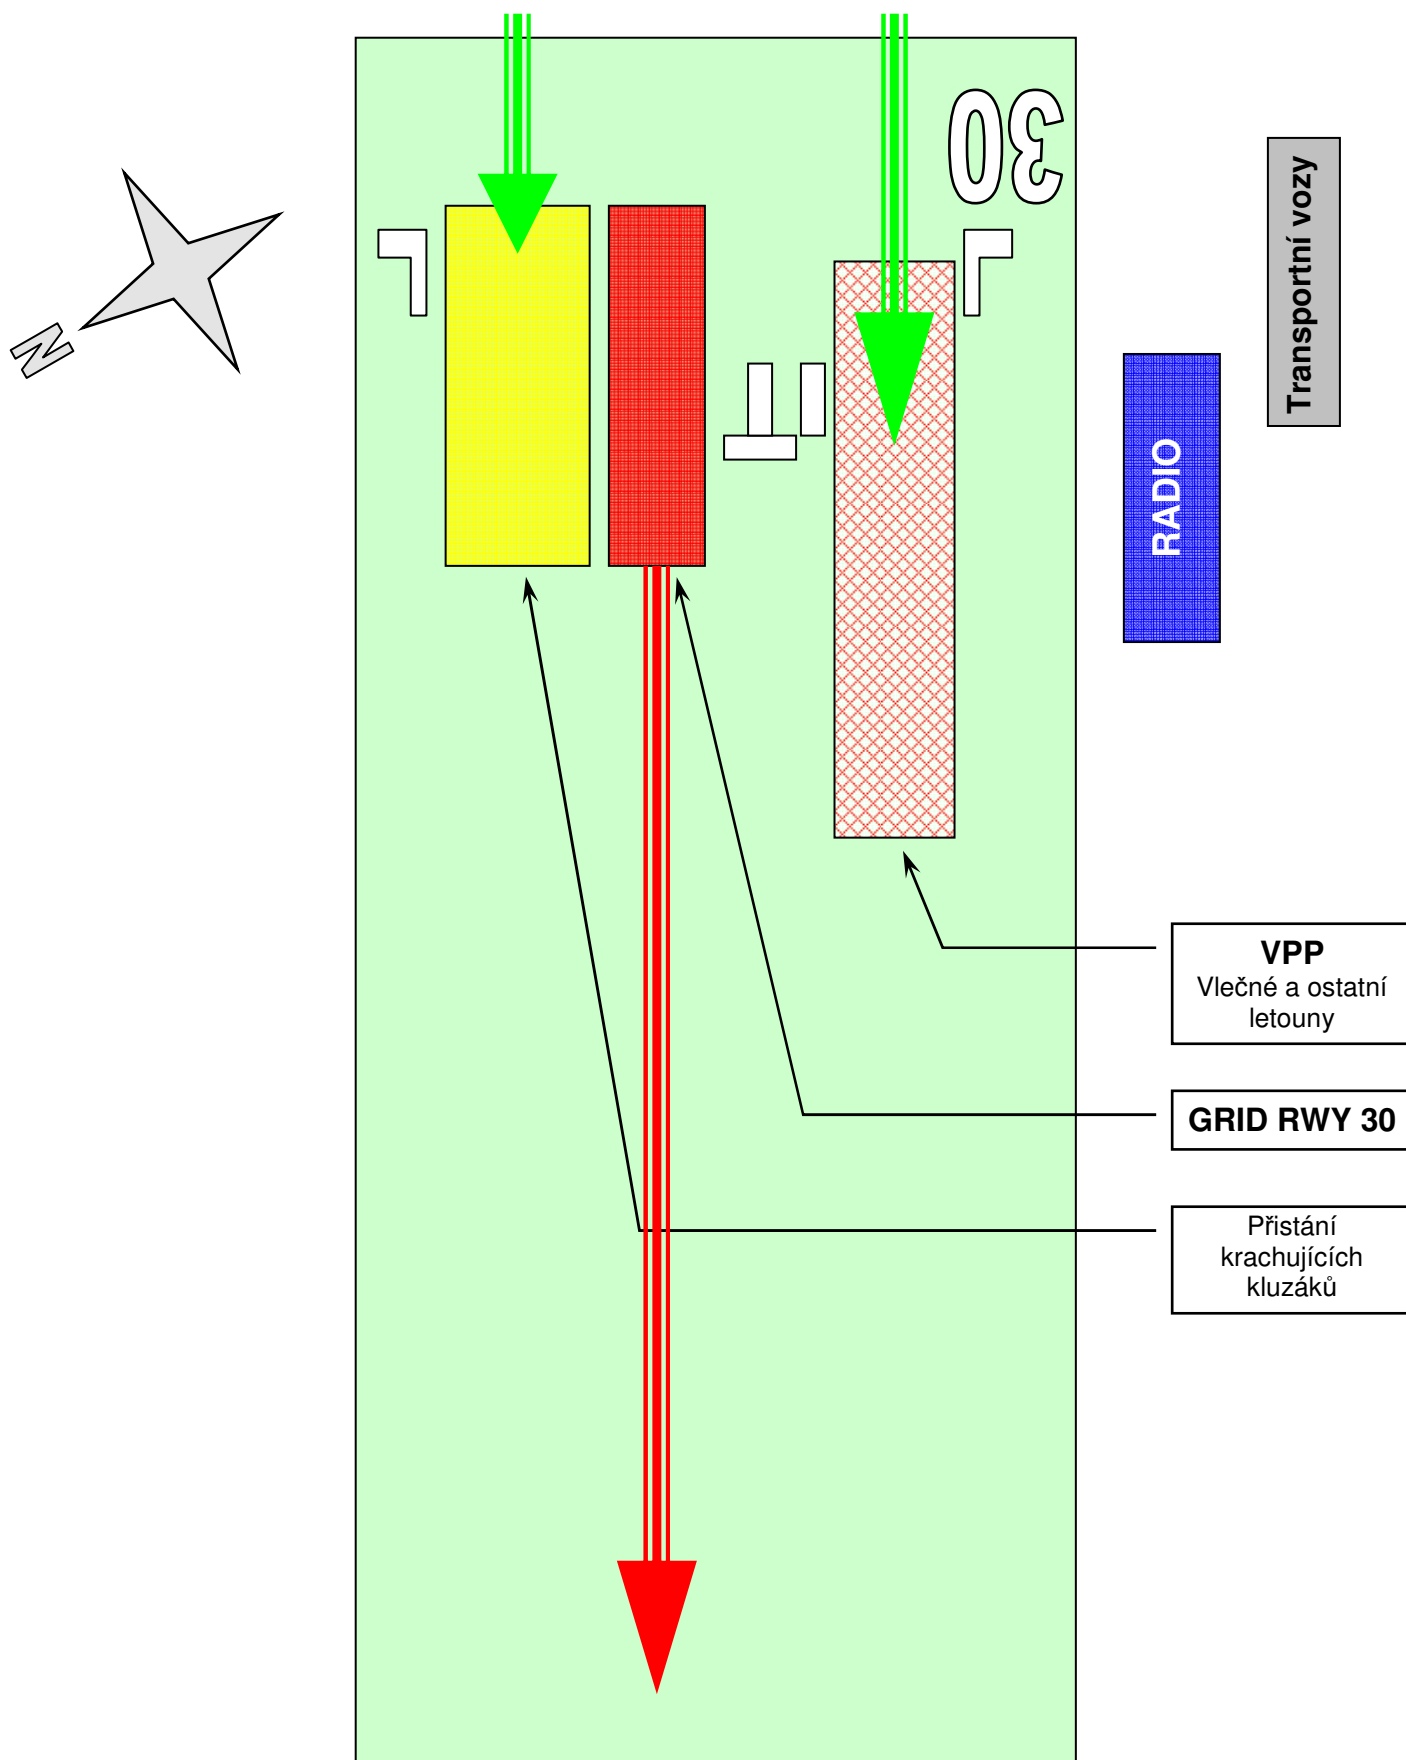 30
Transportní vozy
N
RADIO
VPP
Vlečné a ostatní
letouny
GRID RWY 30
Přistání
krachujících
kluzáků